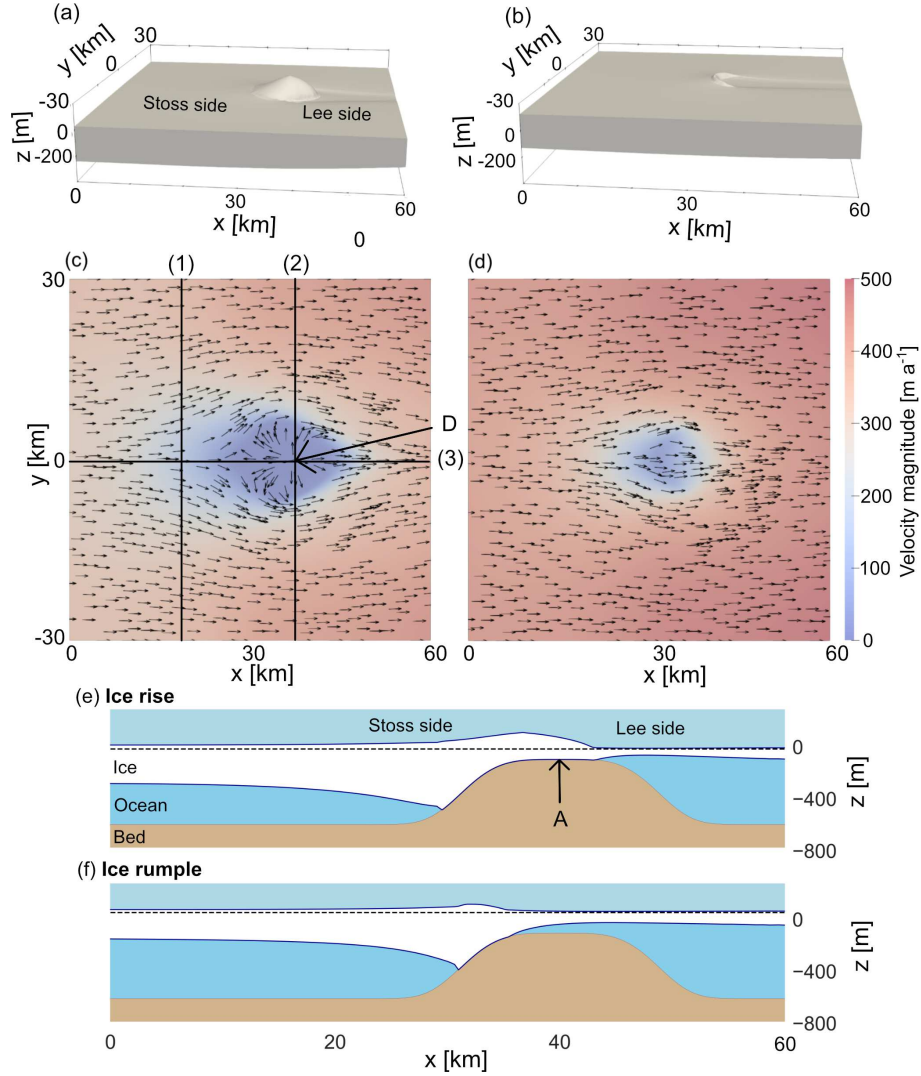 (a)
y [km]
30
0
-30
z [m]
0
-200
Stoss side
Lee side
0
30
60
x [km]
0
(b)
y [km]
30
0
-30
z [m]
0
-200
0
30
60
x [km]
(c)
(1)
(2)
30
y [km]
0
-30
D
(3)
0
30
60
x [km]
(d)
0
30
60
x [km]
500
400
300
200
100
0
Velocity magnitude [m a⁻¹]
(e) Ice rise
Stoss side
Lee side
Ice
Ocean
Bed
A
0
−400
−800
z [m]
(f) Ice rumple
0
−400
−800
z [m]
0
20
40
60
x [km]